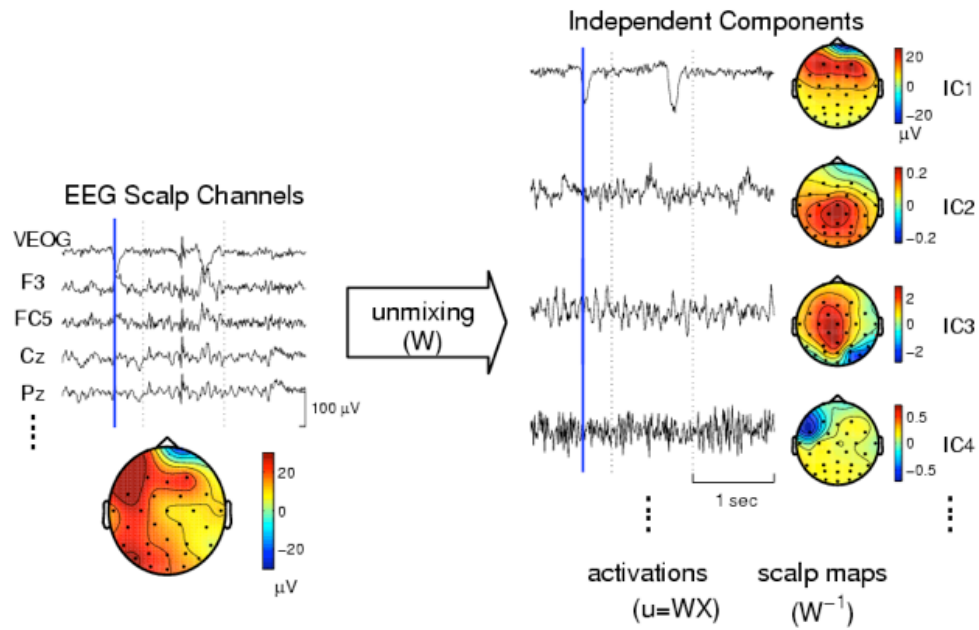 Independent Components
20
0
−20
μV
IC1
EEG Scalp Channels
VEOG
F3
FC5
Cz
Pz
100 μV
20
0
−20
μV
unmixing
(W)
0.2
0
−0.2
IC2
2
0
−2
IC3
0.5
0
−0.5
IC4
1 sec
activations
(u=WX)
scalp maps
(W⁻¹)